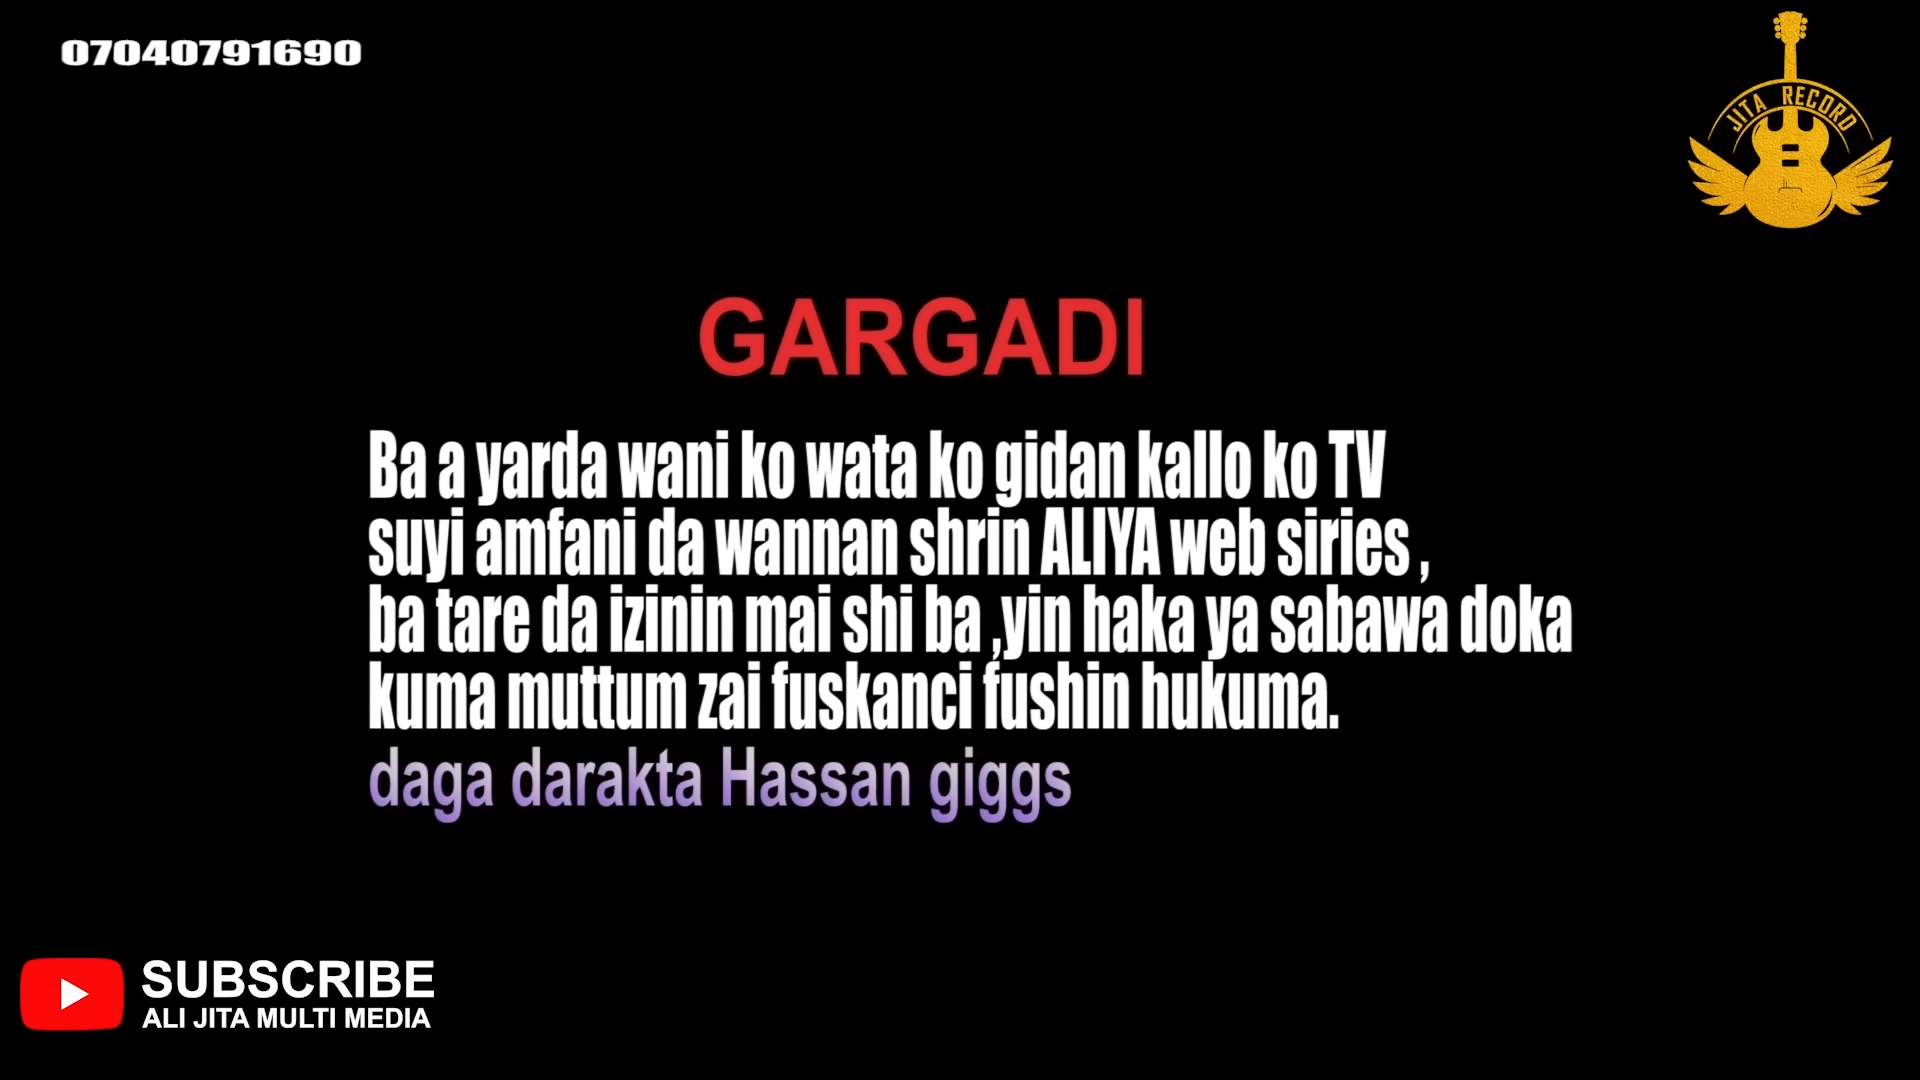 07040791690
JITA RECORD
GARGADI
Ba a yarda wani ko wata ko gidan kallo ko TV
suyi amfani da wannan shrin ALIYA web siries ,
ba tare da izinin mai shi ba ,yin haka ya sabawa doka
kuma muttum zai fuskanci fushin hukuma.
daga darakta Hassan giggs
SUBSCRIBE
ALI JITA MULTI MEDIA